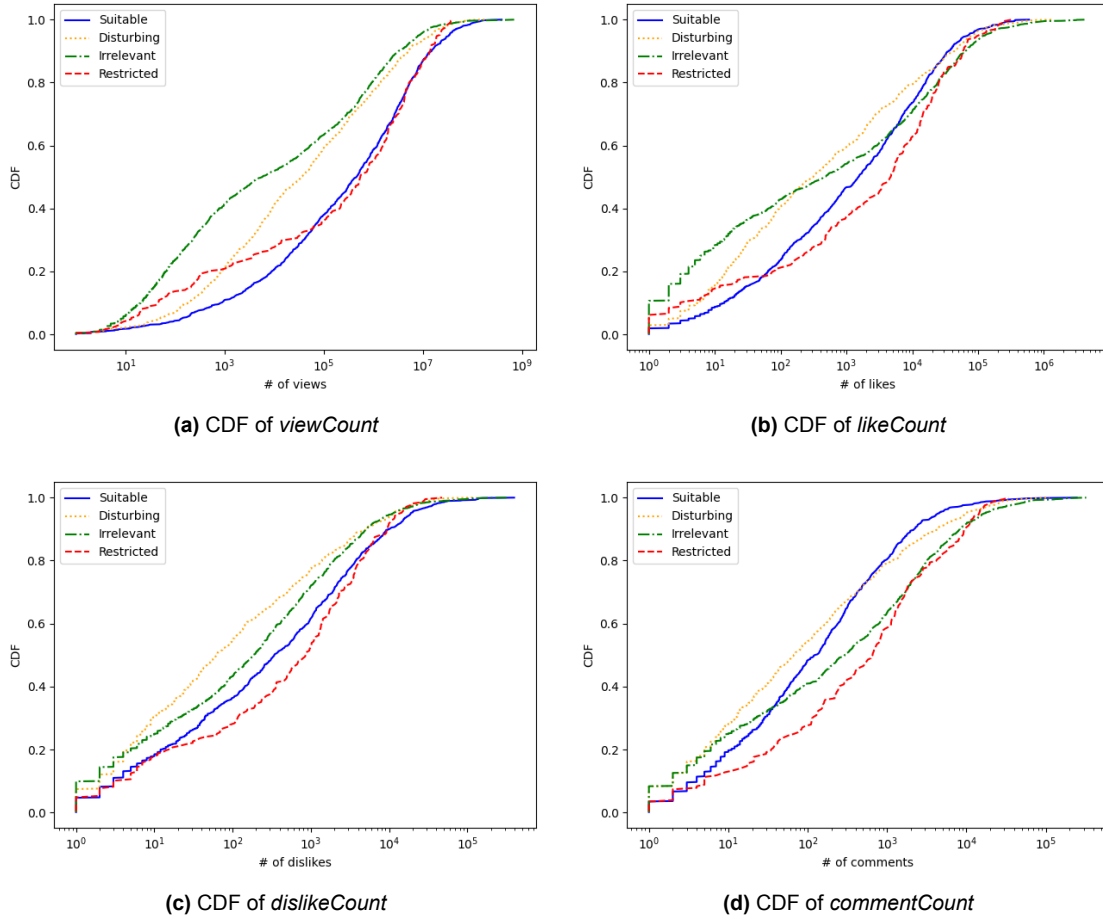 1.0
0.8
0.6
0.4
0.2
0.0
CDF
Suitable
Disturbing
Irrelevant
Restricted
10^1
10^3
10^5
10^7
10^9
# of views
(a) CDF of viewCount
1.0
0.8
0.6
0.4
0.2
0.0
CDF
Suitable
Disturbing
Irrelevant
Restricted
10^0
10^1
10^2
10^3
10^4
10^5
10^6
# of likes
(b) CDF of likeCount
1.0
0.8
0.6
0.4
0.2
0.0
CDF
Suitable
Disturbing
Irrelevant
Restricted
10^0
10^1
10^2
10^3
10^4
10^5
# of dislikes
(c) CDF of dislikeCount
1.0
0.8
0.6
0.4
0.2
0.0
CDF
Suitable
Disturbing
Irrelevant
Restricted
10^0
10^1
10^2
10^3
10^4
10^5
# of comments
(d) CDF of commentCount